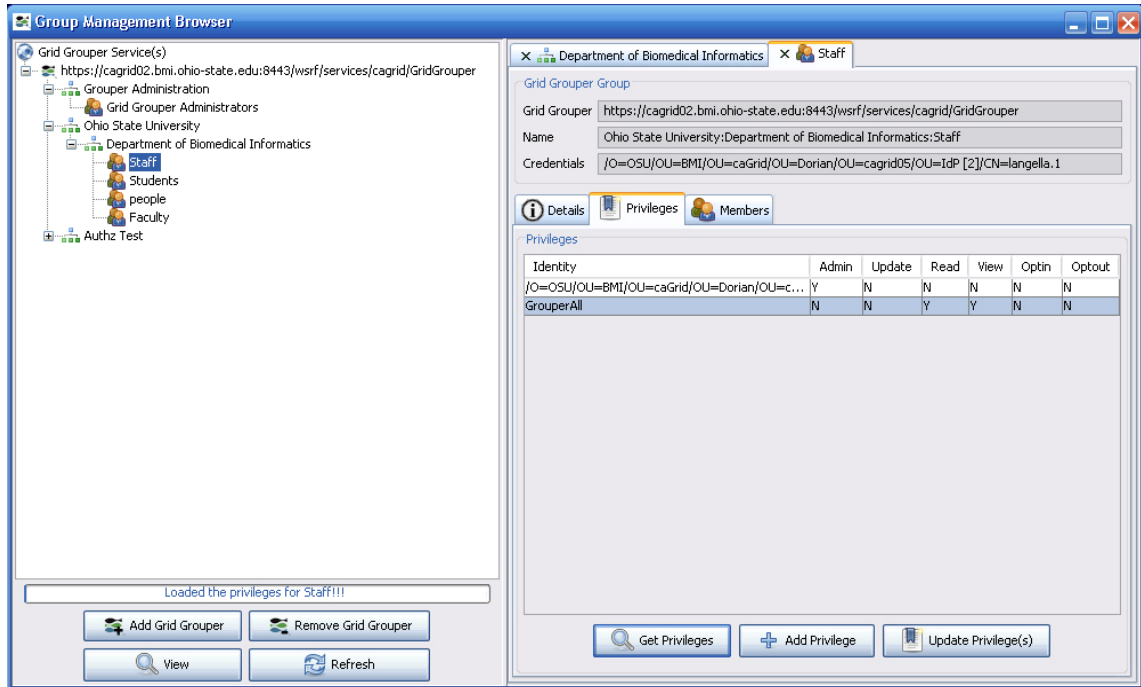 Group Management Browser
Grid Grouper Service(s)
https://cagrid02.bmi.ohio-state.edu:8443/wsrf/services/cagrid/GridGrouper
Grouper Administration
Grid Grouper Administrators
Ohio State University
Department of Biomedical Informatics
Staff
Students
people
Faculty
Authz Test
Loaded the privileges for Staff!!!
Add Grid Grouper Remove Grid Grouper
View Refresh
X Department of Biomedical Informatics X Staff
Grid Grouper Group
Grid Grouper https://cagrid02.bmi.ohio-state.edu:8443/wsrf/services/cagrid/GridGrouper
Name Ohio State University:Department of Biomedical Informatics:Staff
Credentials /O=OSU/OU=BMI/OU=caGrid/OU=Dorian/OU=cagrid05/OU=IdP [2]/CN=langella.1
Details Privileges Members
Privileges
Identity Admin Update Read View Optin Optout
/O=OSU/OU=BMI/OU=caGrid/OU=Dorian/OU=c... Y N N N N N
GrouperAll N N Y Y N N
Get Privileges Add Privilege Update Privilege(s)